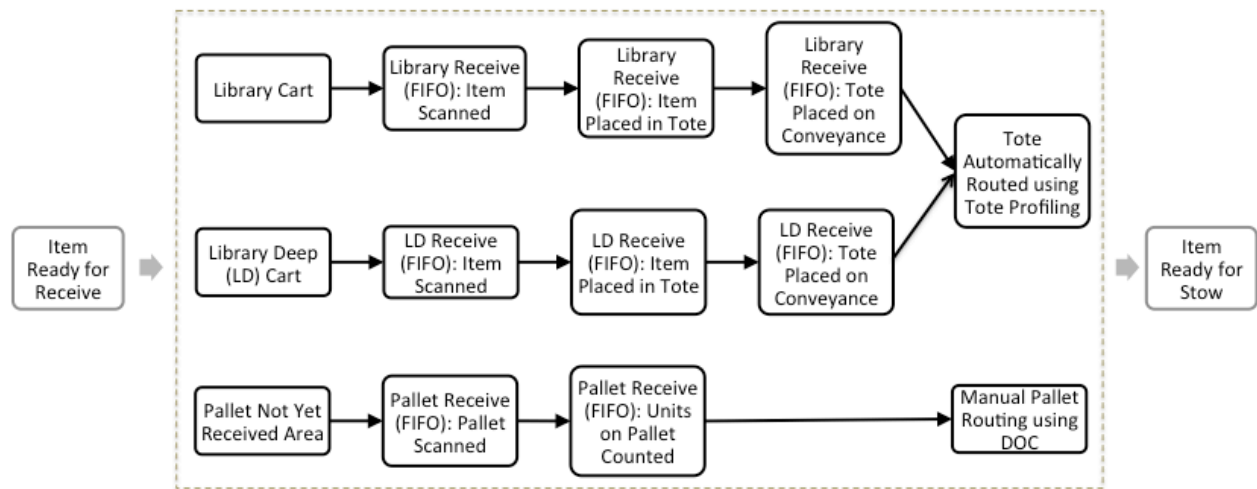 Item
Ready for
Receive
Library Cart
Library Receive
(FIFO): Item
Scanned
Library
Receive
(FIFO): Item
Placed in Tote
Library
Receive
(FIFO): Tote
Placed on
Conveyance
Tote
Automatically
Routed using
Tote Profiling
Library Deep
(LD) Cart
LD Receive
(FIFO): Item
Scanned
LD Receive
(FIFO): Item
Placed in Tote
LD Receive
(FIFO): Tote
Placed on
Conveyance
Pallet Not Yet
Received Area
Pallet Receive
(FIFO): Pallet
Scanned
Pallet Receive
(FIFO): Units
on Pallet
Counted
Manual Pallet
Routing using
DOC
Item
Ready for
Stow